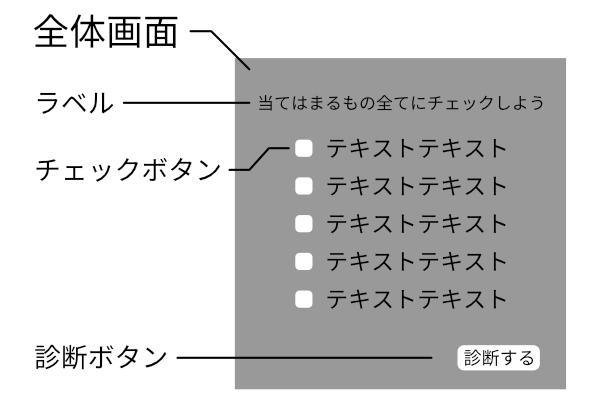 全体画面
ラベル
当てはまるもの全てにチェックしよう
チェックボタン
テキストテキスト
テキストテキスト
テキストテキスト
テキストテキスト
テキストテキスト
診断ボタン
診断する